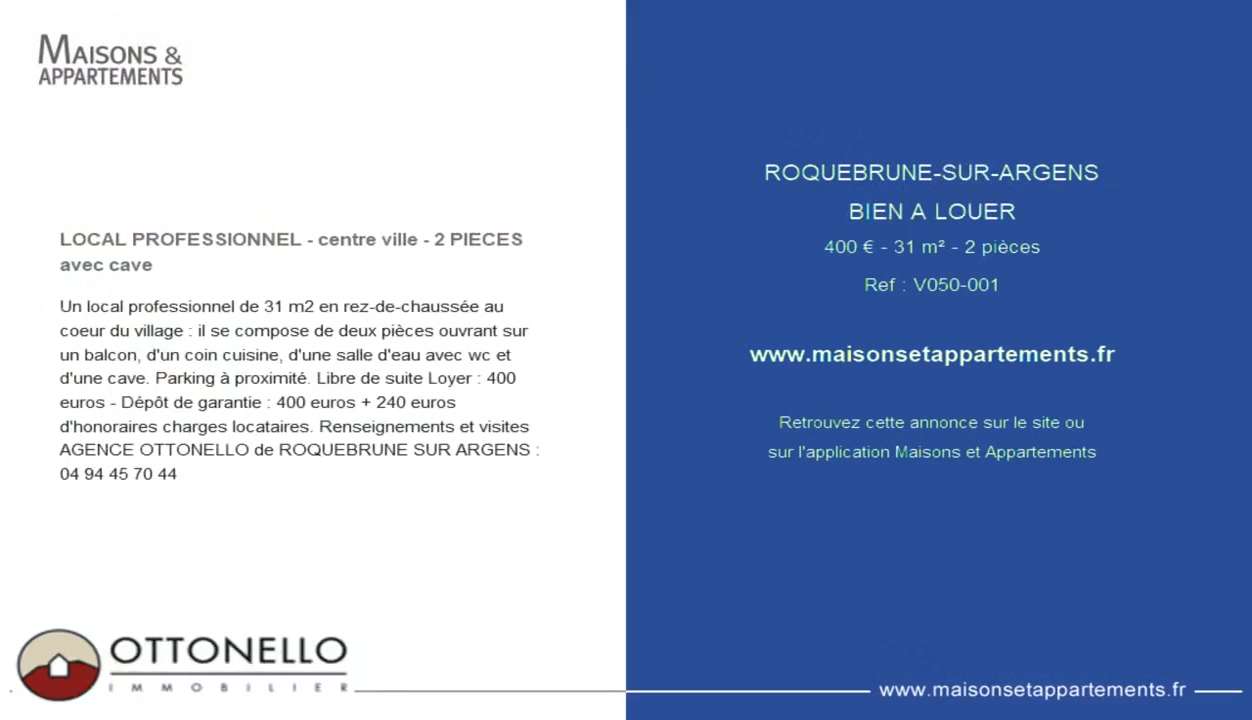 MAISONS &
APPARTEMENTS
LOCAL PROFESSIONNEL - centre ville - 2 PIECES
avec cave
Un local professionnel de 31 m2 en rez-de-chaussée au
coeur du village : il se compose de deux pièces ouvrant sur
un balcon, d'un coin cuisine, d'une salle d'eau avec wc et
d'une cave. Parking à proximité. Libre de suite Loyer : 400
euros - Dépôt de garantie : 400 euros + 240 euros
d'honoraires charges locataires. Renseignements et visites
AGENCE OTTONELLO de ROQUEBRUNE SUR ARGENS :
04 94 45 70 44
OTTONELLO
IMMOBILIER
ROQUEBRUNE-SUR-ARGENS
BIEN A LOUER
400 € - 31 m² - 2 pièces
Ref : V050-001
www.maisonsetappartements.fr
Retrouvez cette annonce sur le site ou
sur l'application Maisons et Appartements
www.maisonsetappartements.fr